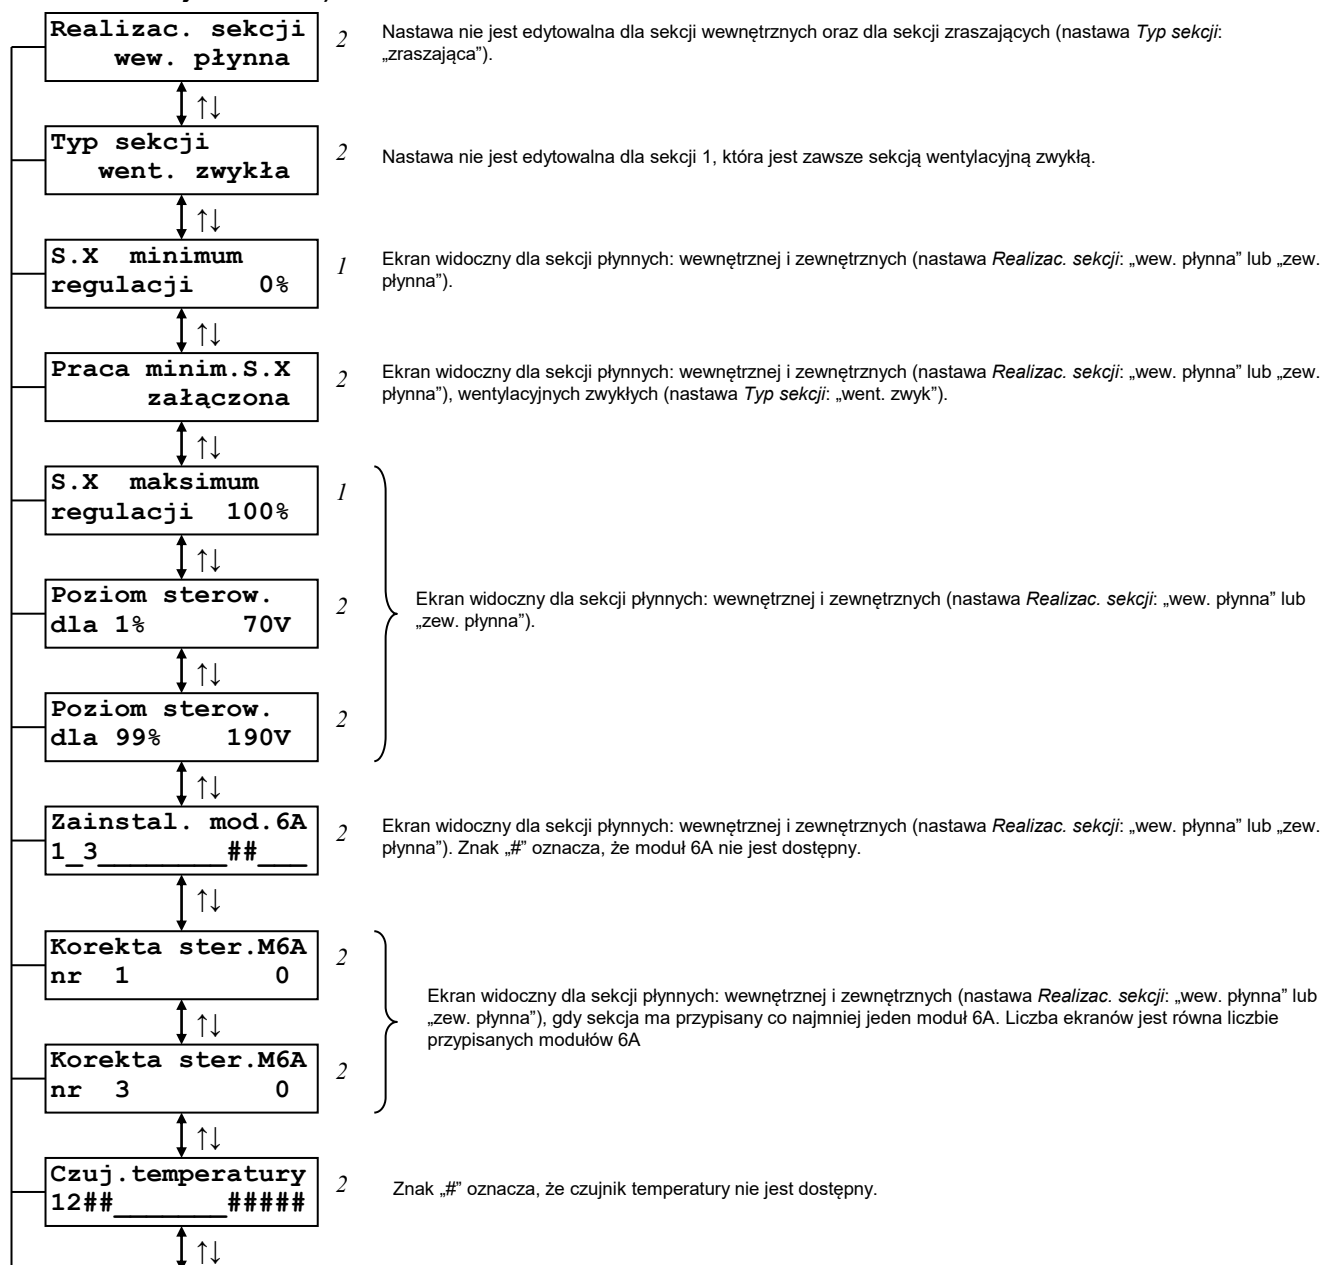 Realizac. sekcji
wew. płynna
2
Nastawa nie jest edytowalna dla sekcji wewnętrznych oraz dla sekcji zraszających (nastawa Typ sekcji:
„zraszająca”).
↑↓
Typ sekcji
went. zwykła
2
Nastawa nie jest edytowalna dla sekcji 1, która jest zawsze sekcją wentylacyjną zwykłą.
↑↓
S.X minimum
regulacji 0%
1
Ekran widoczny dla sekcji płynnych: wewnętrznej i zewnętrznych (nastawa Realizac. sekcji: „wew. płynna” lub „zew.
płynna”).
↑↓
Praca minim.S.X
załączona
2
Ekran widoczny dla sekcji płynnych: wewnętrznej i zewnętrznych (nastawa Realizac. sekcji: „wew. płynna” lub „zew.
płynna”), wentylacyjnych zwykłych (nastawa Typ sekcji: „went. zwyk”).
↑↓
S.X maksimum
regulacji 100%
1
↑↓
Poziom sterow.
dla 1% 70V
2
Ekran widoczny dla sekcji płynnych: wewnętrznej i zewnętrznych (nastawa Realizac. sekcji: „wew. płynna” lub
„zew. płynna”).
↑↓
Poziom sterow.
dla 99% 190V
2
↑↓
Zainstal. mod.6A
1_3________##___
2
Ekran widoczny dla sekcji płynnych: wewnętrznej i zewnętrznych (nastawa Realizac. sekcji: „wew. płynna” lub „zew.
płynna”). Znak „#” oznacza, że moduł 6A nie jest dostępny.
↑↓
Korekta ster.M6A
nr 1 0
2
Ekran widoczny dla sekcji płynnych: wewnętrznej i zewnętrznych (nastawa Realizac. sekcji: „wew. płynna” lub
„zew. płynna”), gdy sekcja ma przypisany co najmniej jeden moduł 6A. Liczba ekranów jest równa liczbie
przypisanych modułów 6A
↑↓
Korekta ster.M6A
nr 3 0
2
↑↓
Czuj.temperatury
12##_______#####
2
Znak „#” oznacza, że czujnik temperatury nie jest dostępny.
↑↓